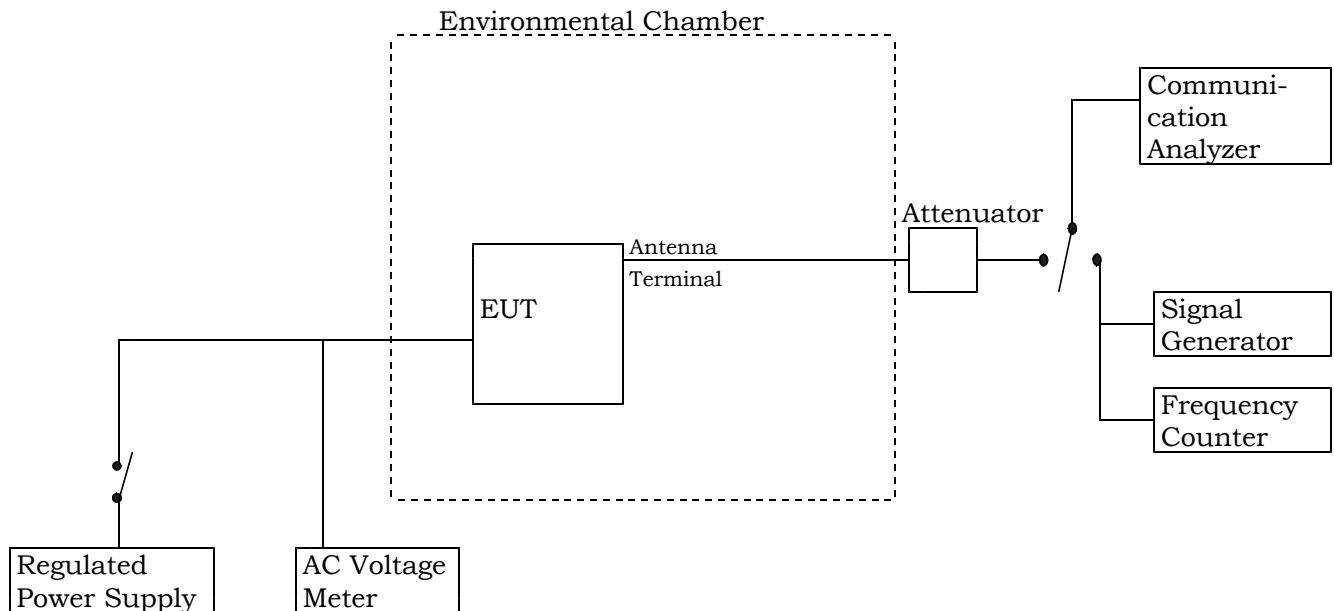 Environmental Chamber
Communi-
cation
Analyzer
Attenuator
Antenna
Terminal
EUT
Signal
Generator
Frequency
Counter
Regulated
Power Supply
AC Voltage
Meter